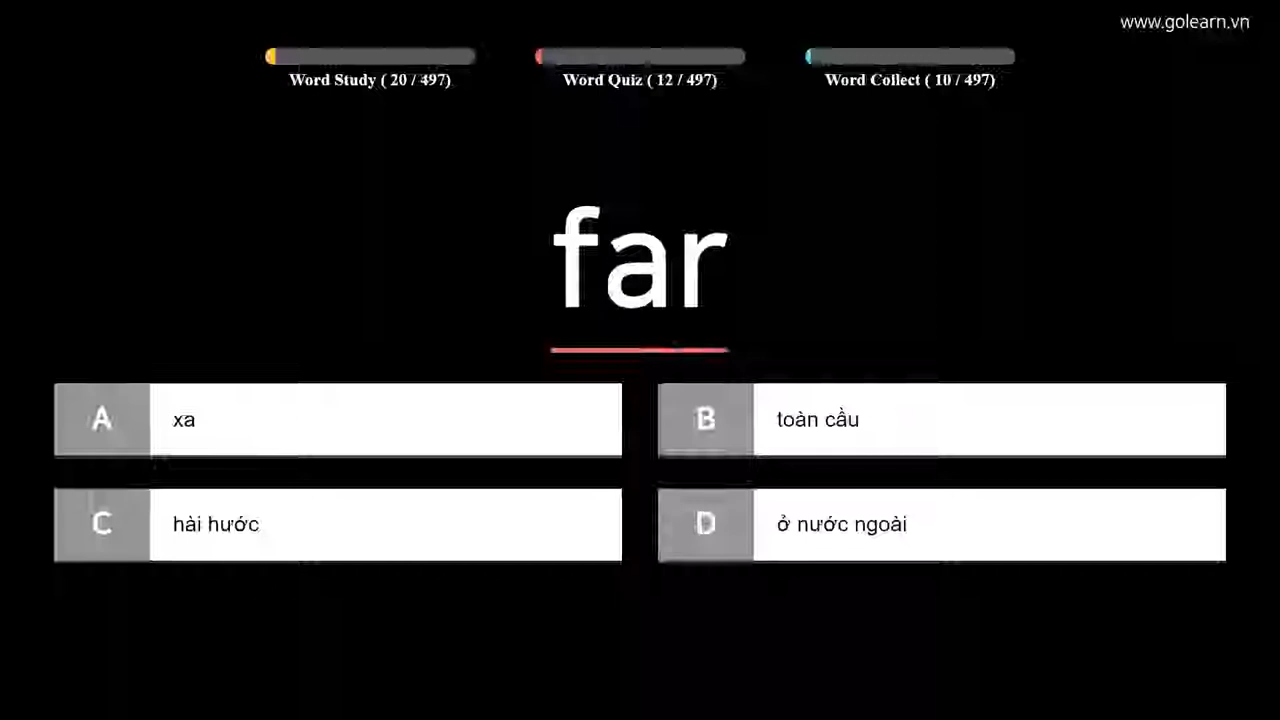 www.golearn.vn
Word Study ( 20 / 497)
Word Quiz ( 12 / 497)
Word Collect ( 10 / 497)
far
A xa
B toàn cầu
C hài hước
D ở nước ngoài